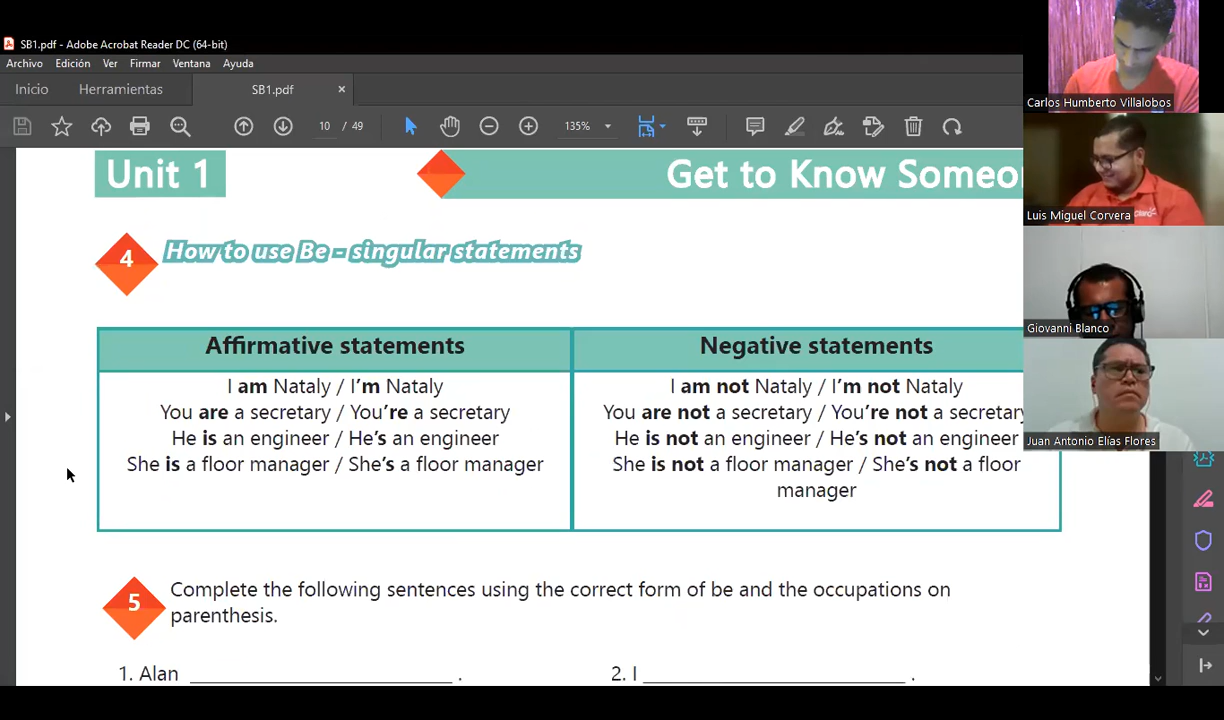 SB1.pdf - Adobe Acrobat Reader DC (64-bit)
Archivo Edición Ver Firmar Ventana Ayuda
Inicio Herramientas SB1.pdf ×
10 / 49 135%
Unit 1
Get to Know Someo
4 How to use Be - singular statements
Affirmative statements
I am Nataly / I'm Nataly
You are a secretary / You're a secretary
He is an engineer / He's an engineer
She is a floor manager / She's a floor manager
Negative statements
I am not Nataly / I'm not Nataly
You are not a secretary / You're not a secretary
He is not an engineer / He's not an engineer
She is not a floor manager / She's not a floor
manager
5 Complete the following sentences using the correct form of be and the occupations on
parenthesis.
1. Alan ____________________ .
2. I ____________________ .
Carlos Humberto Villalobos
Luis Miguel Corvera
Claro
Giovanni Blanco
Juan Antonio Elías Flores